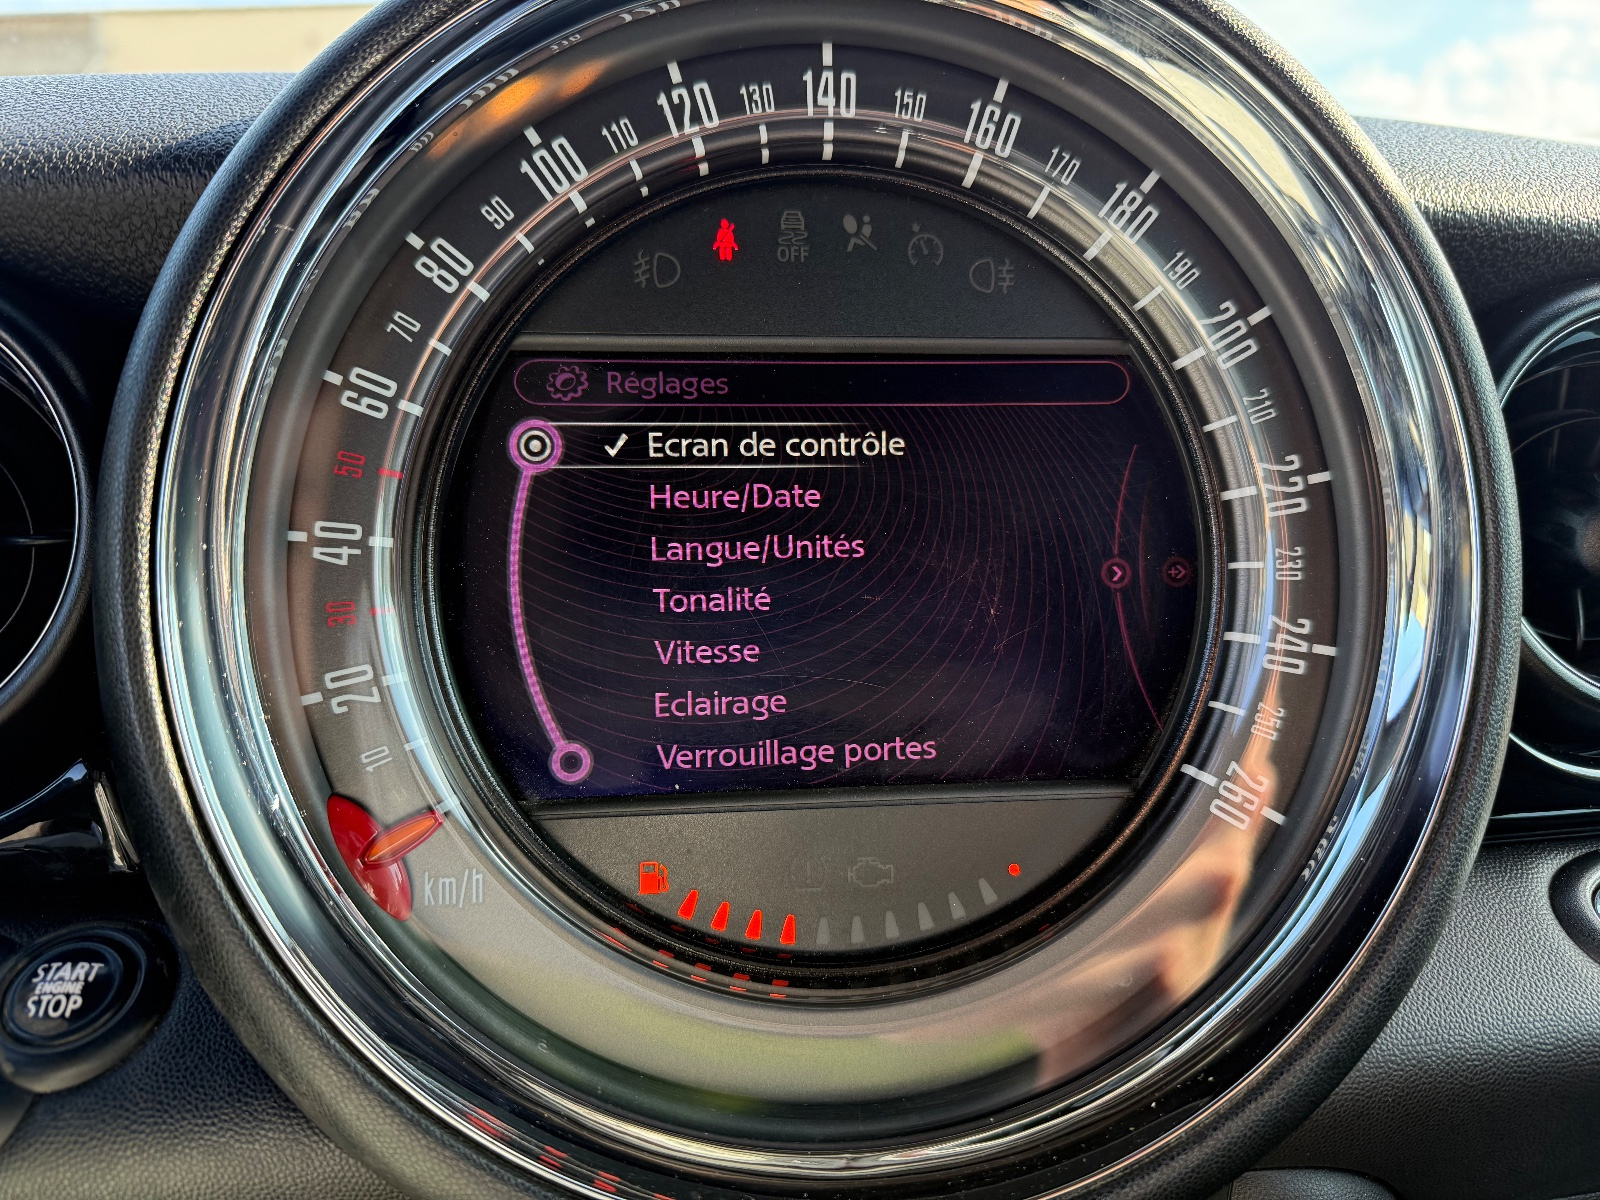 10
20
30
40
50
60
70
80
90
100
110
120
130
140
150
160
170
180
190
200
210
220
230
240
250
260
km/h
OFF
Réglages
✓ Ecran de contrôle
Heure/Date
Langue/Unités
Tonalité
Vitesse
Eclairage
Verrouillage portes
START
ENGINE
STOP